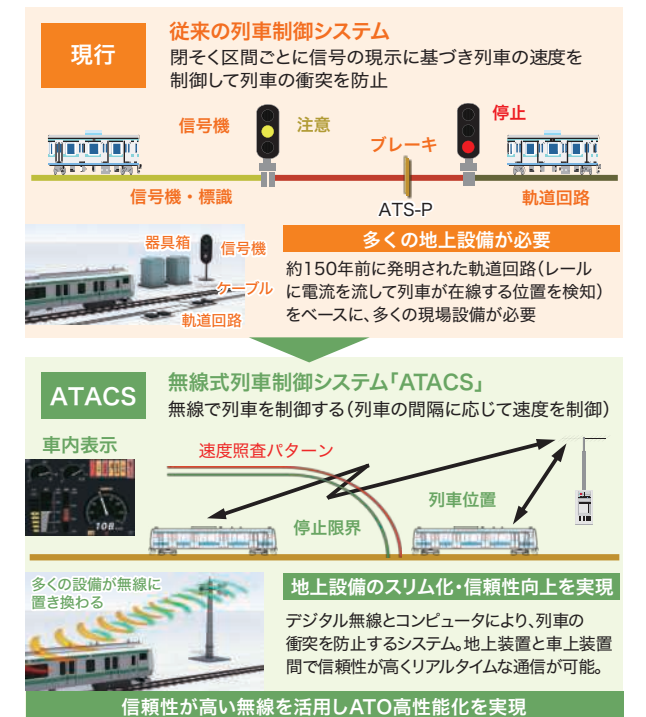 現行
従来の列車制御システム
閉そく区間ごとに信号の現示に基づき列車の速度を
制御して列車の衝突を防止
信号機
注意
ブレーキ
停止
信号機・標識
ATS-P
軌道回路
器具箱
信号機
ケーブル
軌道回路
多くの地上設備が必要
約150年前に発明された軌道回路(レール
に電流を流して列車が在線する位置を検知)
をベースに、多くの現場設備が必要
ATACS
無線式列車制御システム「ATACS」
無線で列車を制御する(列車の間隔に応じて速度を制御)
車内表示
速度照査パターン
108
停止限界
列車位置
多くの設備が無線に
置き換わる
地上設備のスリム化・信頼性向上を実現
デジタル無線とコンピュータにより、列車の
衝突を防止するシステム。地上装置と車上装置
間で信頼性が高くリアルタイムな通信が可能。
信頼性が高い無線を活用しATO高性能化を実現